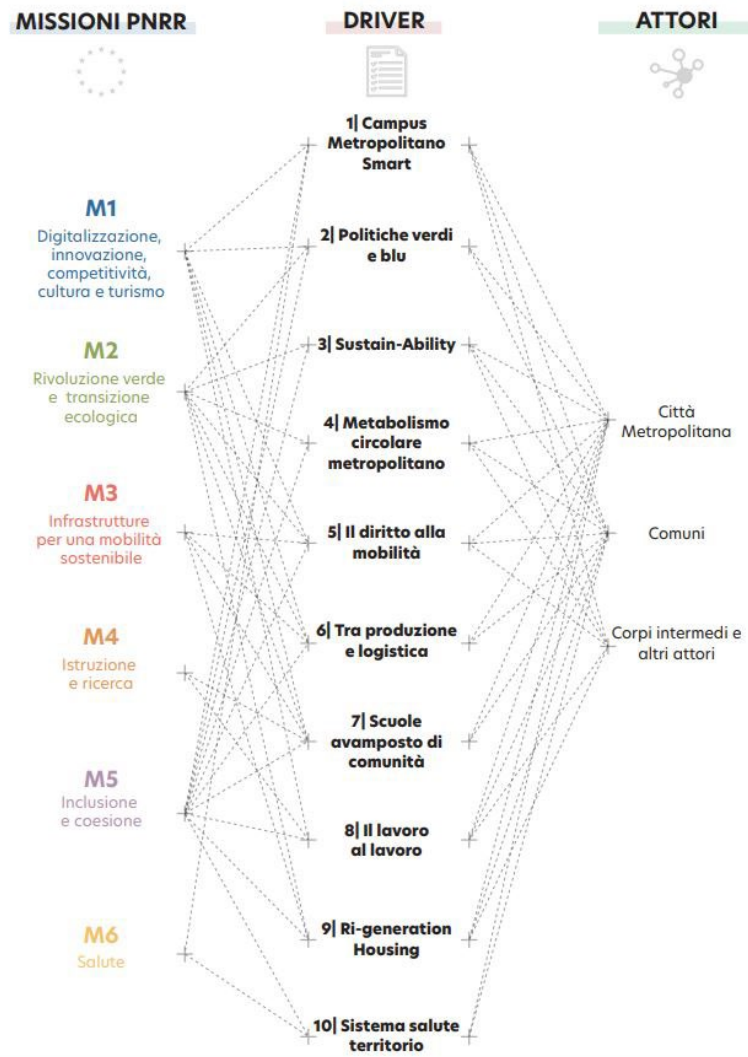 MISSIONI PNRR
DRIVER
ATTORI
M1
Digitalizzazione,
innovazione,
competitività,
cultura e turismo
M2
Rivoluzione verde
e transizione
ecologica
M3
Infrastrutture
per una mobilità
sostenibile
M4
Istruzione
e ricerca
M5
Inclusione
e coesione
M6
Salute
1| Campus
Metropolitano
Smart
2| Politiche verdi
e blu
3| Sustain-Ability
4| Metabolismo
circolare
metropolitano
5| Il diritto alla
mobilità
6| Tra produzione
e logistica
7| Scuole
avamposto di
comunità
8| Il lavoro
al lavoro
9| Ri-generation
Housing
10| Sistema salute
territorio
Città
Metropolitana
Comuni
Corpi intermedi e
altri attori